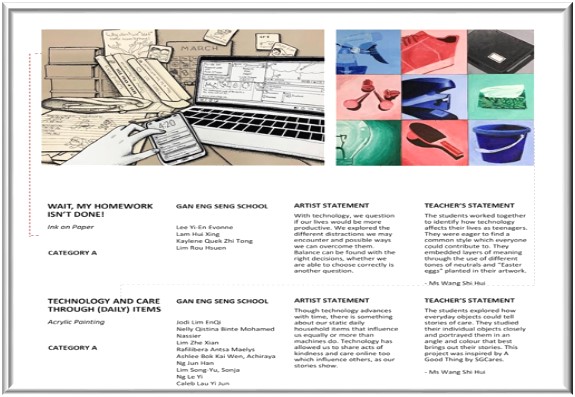 MARCH
4:20
WAIT, MY HOMEWORK
ISN'T DONE!
Ink on Paper
CATEGORY A
GAN ENG SENG SCHOOL
Lee Yi-En Evonne
Lam Hui Xing
Kaylene Quek Zhi Tong
Lim Rou Hsuen
ARTIST STATEMENT
With technology, we question
if our lives would be more
productive. We explored the
different distractions we may
encounter and possible ways
we can overcome them.
Balance can be found with the
right decisions, whether we
are able to choose correctly is
another question.
TEACHER'S STATEMENT
The students worked together
to identify how technology
affects their lives as teenagers.
They were eager to find a
common style which everyone
could contribute to. They
embedded layers of meaning
through the use of different
tones of neutrals and "Easter
eggs" planted in their artwork.
- Ms Wang Shi Hui
TECHNOLOGY AND CARE
THROUGH (DAILY) ITEMS
Acrylic Painting
CATEGORY A
GAN ENG SENG SCHOOL
Jodi Lim EnQi
Nelly Qistina Binte Mohamed
Nassier
Lim Zhe Xian
Rafilibera Antsa Maelys
Ashlee Bok Kai Wen, Achiraya
Ng Jun Han
Lim Song-Yu, Sonja
Ng Le Yi
Caleb Lau Yi Jun
ARTIST STATEMENT
Though technology advances
with time, there is something
about our static daily
household items that influence
us equally or more than
machines do. Technology has
allowed us to share acts of
kindness and care online too
which influence others, as our
stories show.
TEACHER'S STATEMENT
The students explored how
everyday objects could tell
stories of care. They studied
their individual objects closely
and portrayed them in an
angle and colour that best
brings out their stories. This
project was inspired by A
Good Thing by SGCares.
- Ms Wang Shi Hui